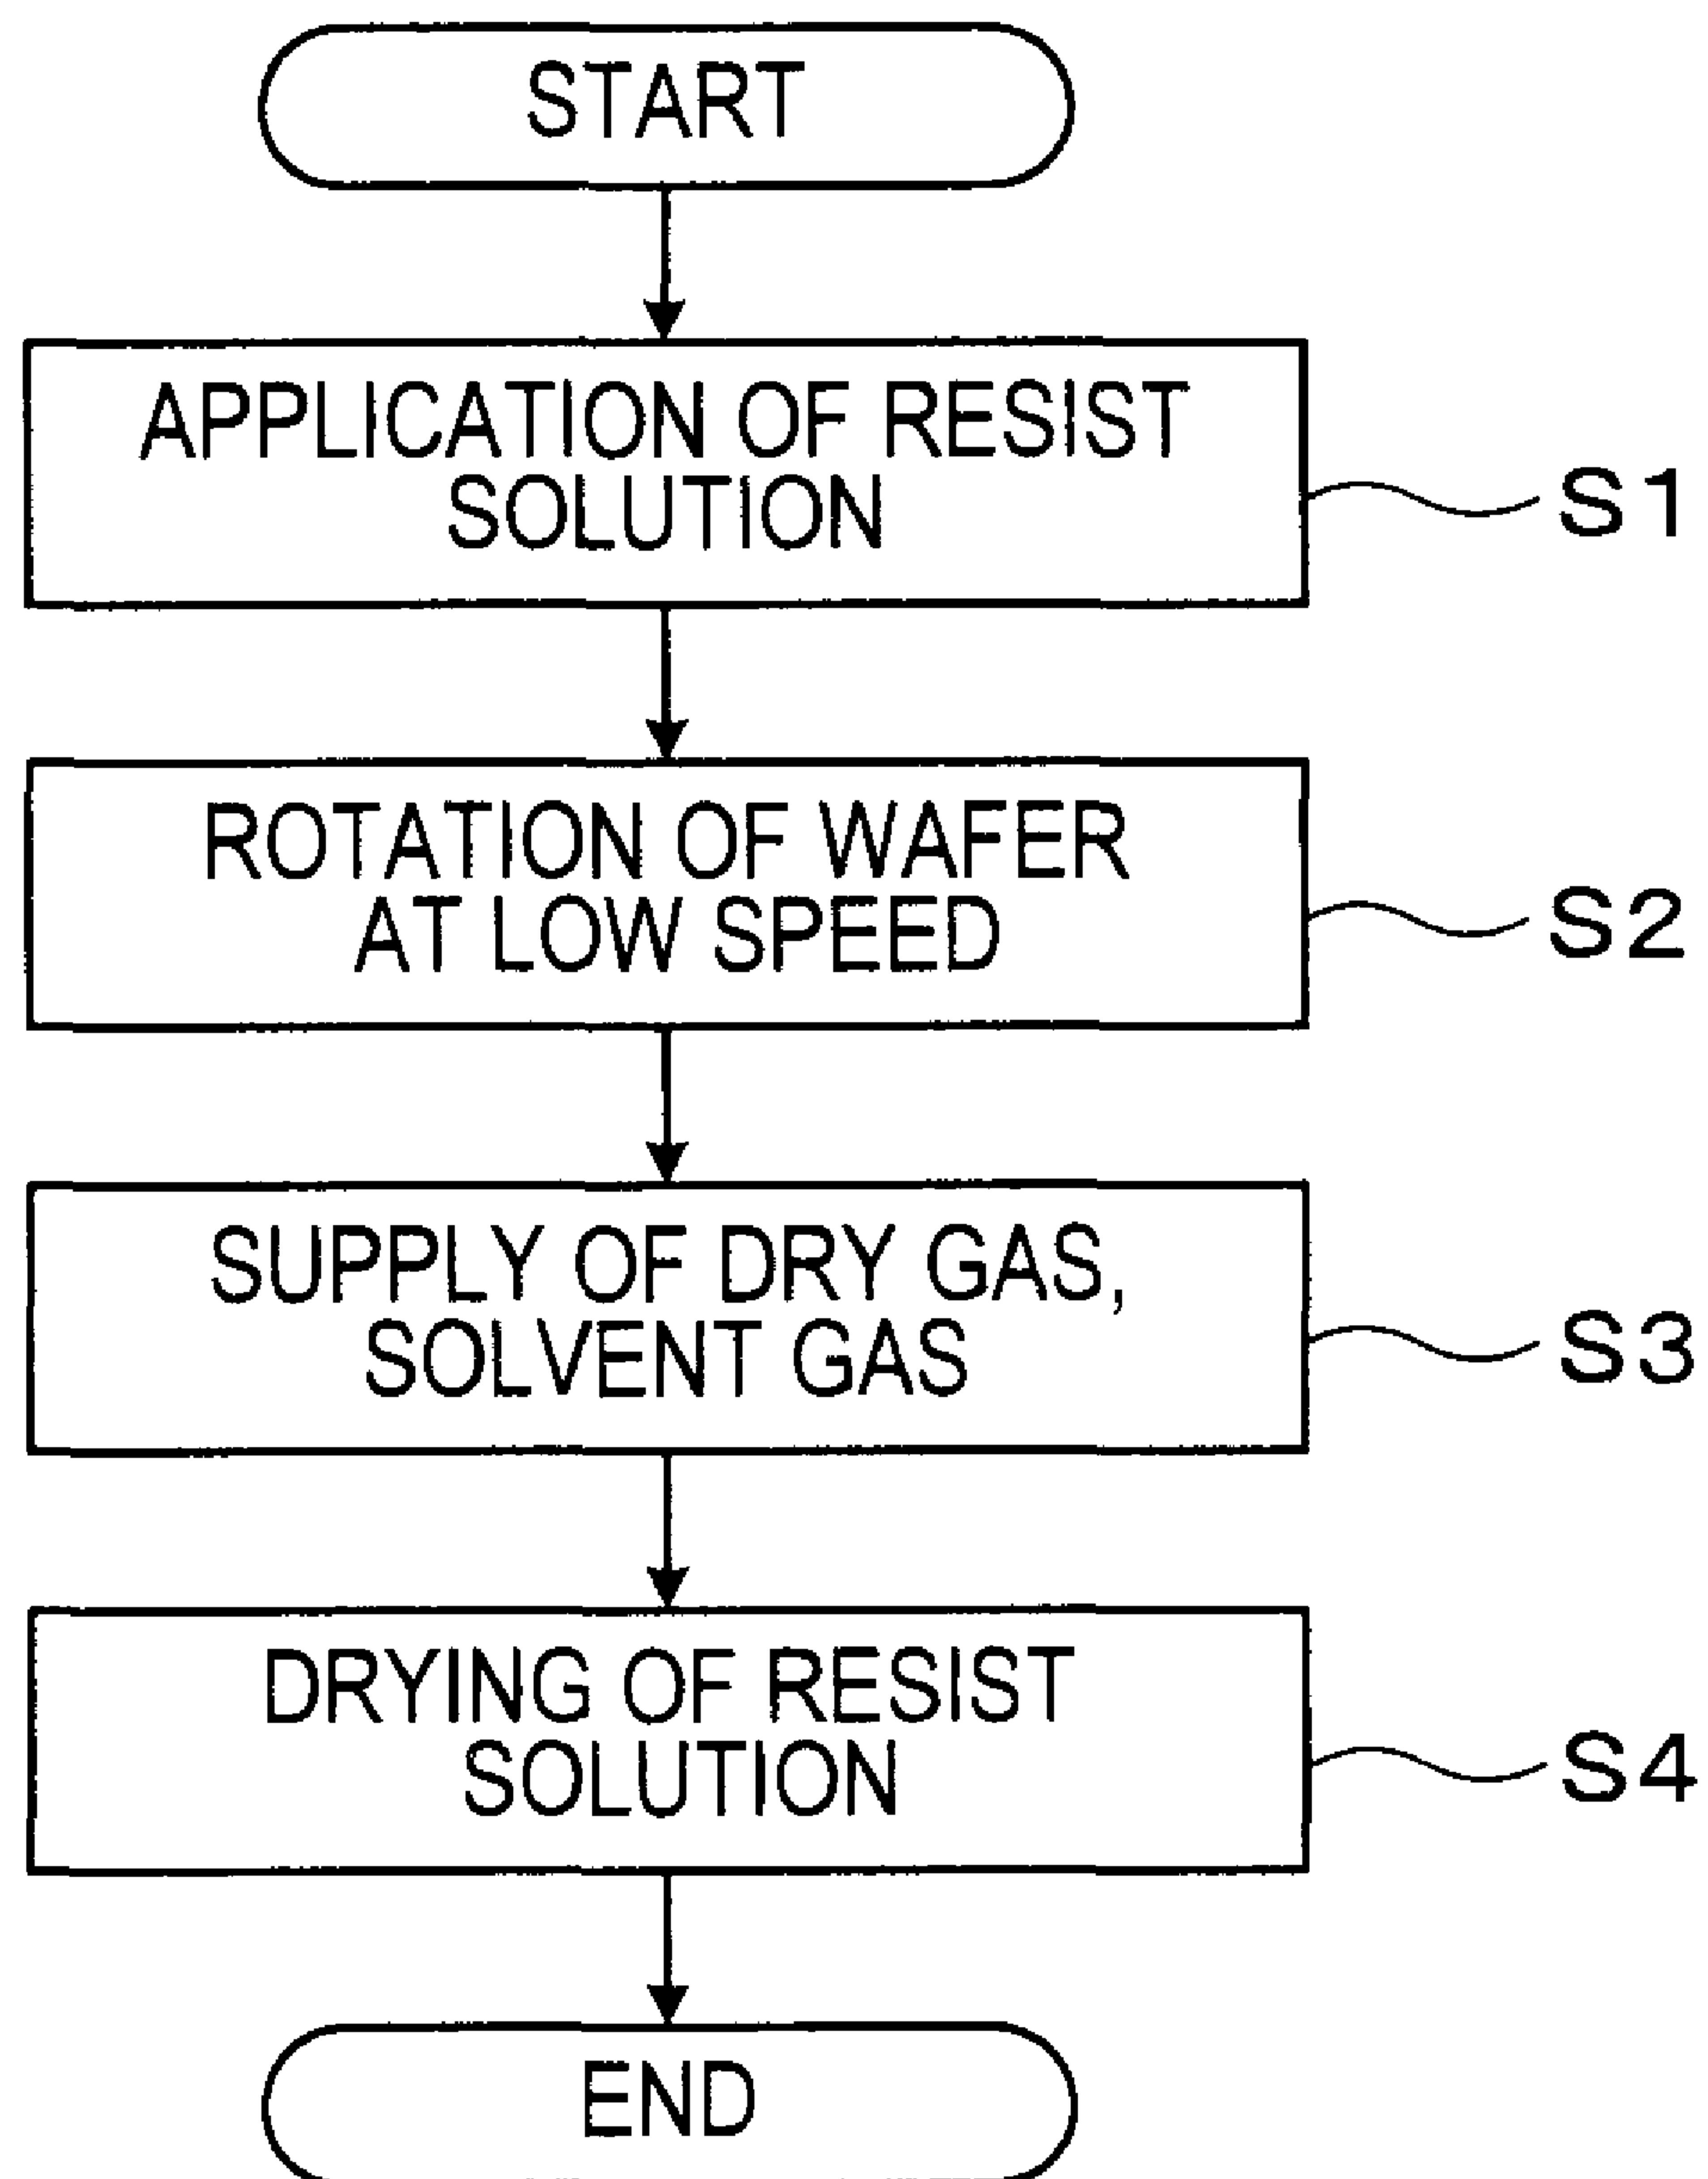 START
APPLICATION OF RESIST
SOLUTION
S1
ROTATION OF WAFER
AT LOW SPEED
S2
SUPPLY OF DRY GAS,
SOLVENT GAS
S3
DRYING OF RESIST
SOLUTION
S4
END